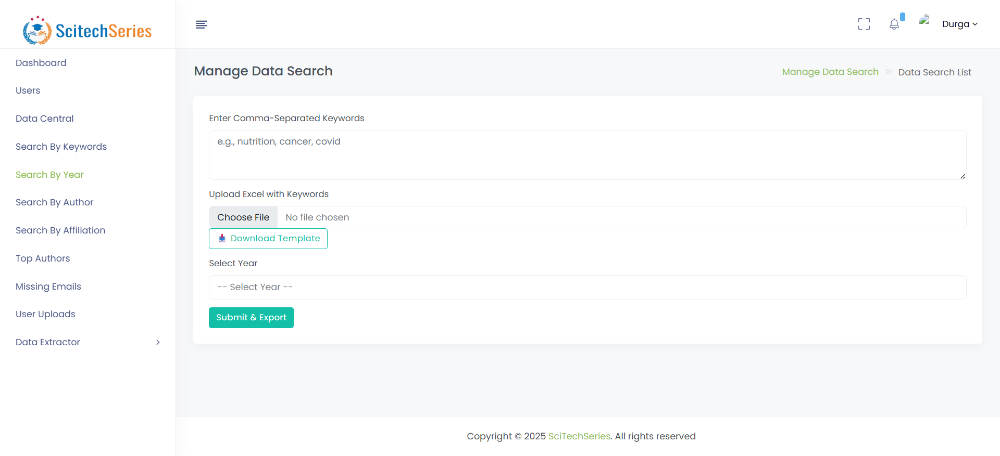 ScitechSeries
Durga
Dashboard
Users
Data Central
Search By Keywords
Search By Year
Search By Author
Search By Affiliation
Top Authors
Missing Emails
User Uploads
Data Extractor
Manage Data Search
Manage Data Search » Data Search List
Enter Comma-Separated Keywords
e.g., nutrition, cancer, covid
Upload Excel with Keywords
Choose File No file chosen
Download Template
Select Year
-- Select Year --
Submit & Export
Copyright © 2025 SciTechSeries. All rights reserved